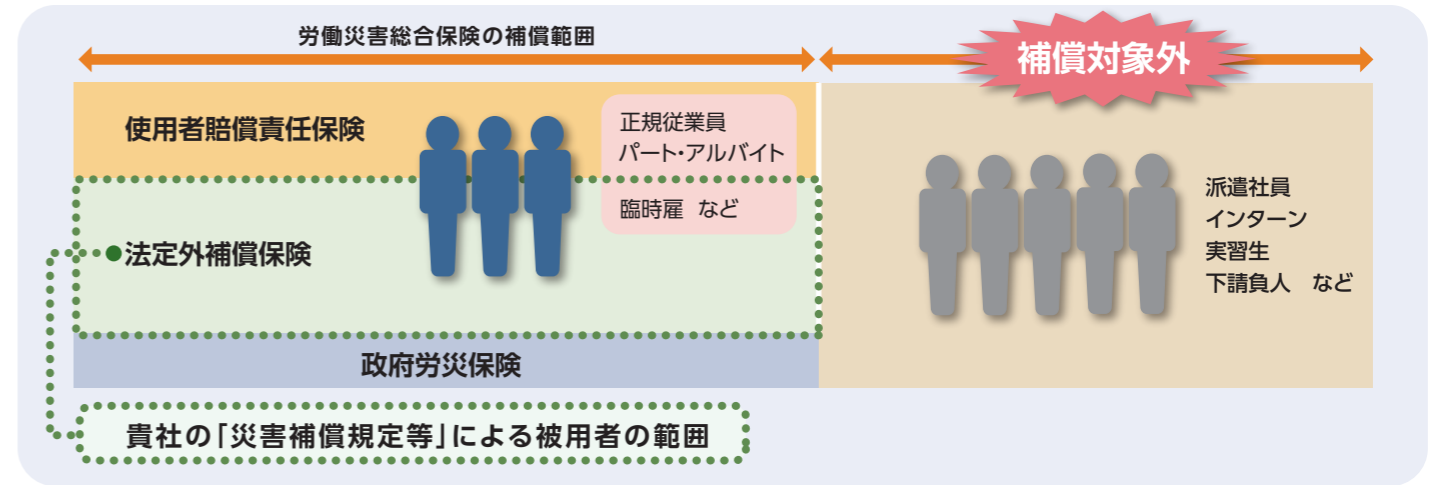 労働災害総合保険の補償範囲
補償対象外
使用者賠償責任保険
正規従業員
パート・アルバイト
臨時雇 など
派遣社員
インターン
実習生
下請負人 など
法定外補償保険
政府労災保険
貴社の「災害補償規定等」による被用者の範囲